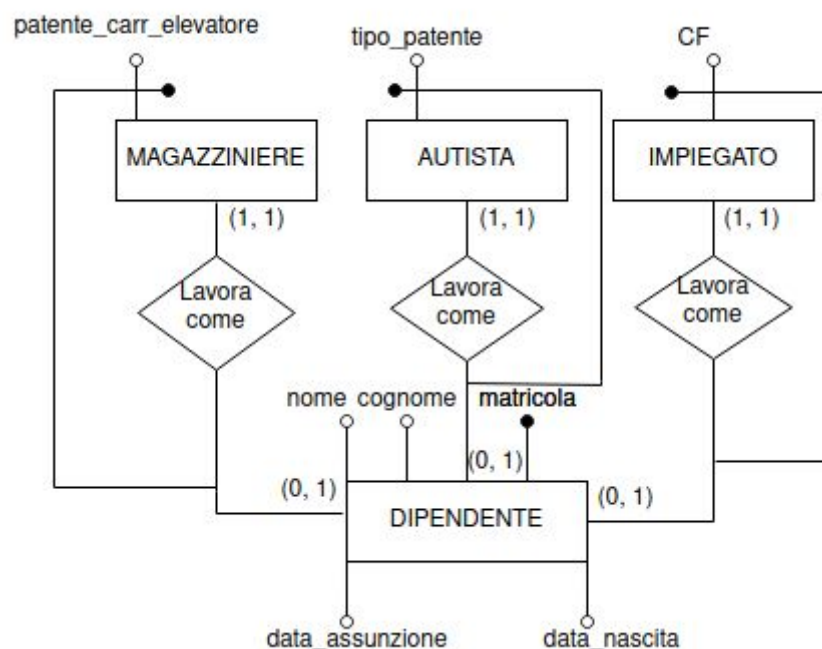 patente_carr_elevatore
tipo_patente
CF
MAGAZZINIERE
AUTISTA
IMPIEGATO
(1, 1)
(1, 1)
(1, 1)
Lavora
come
Lavora
come
Lavora
come
nome
cognome
matricola
(0, 1)
(0, 1)
(0, 1)
DIPENDENTE
data_assunzione
data_nascita